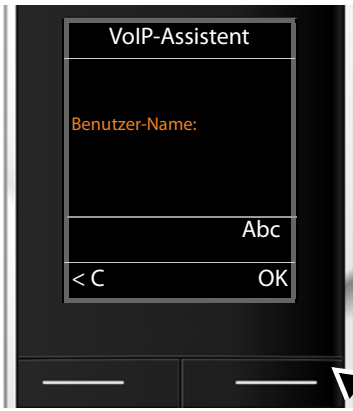 VoIP-Assistent
Benutzer-Name:
Abc
< C OK